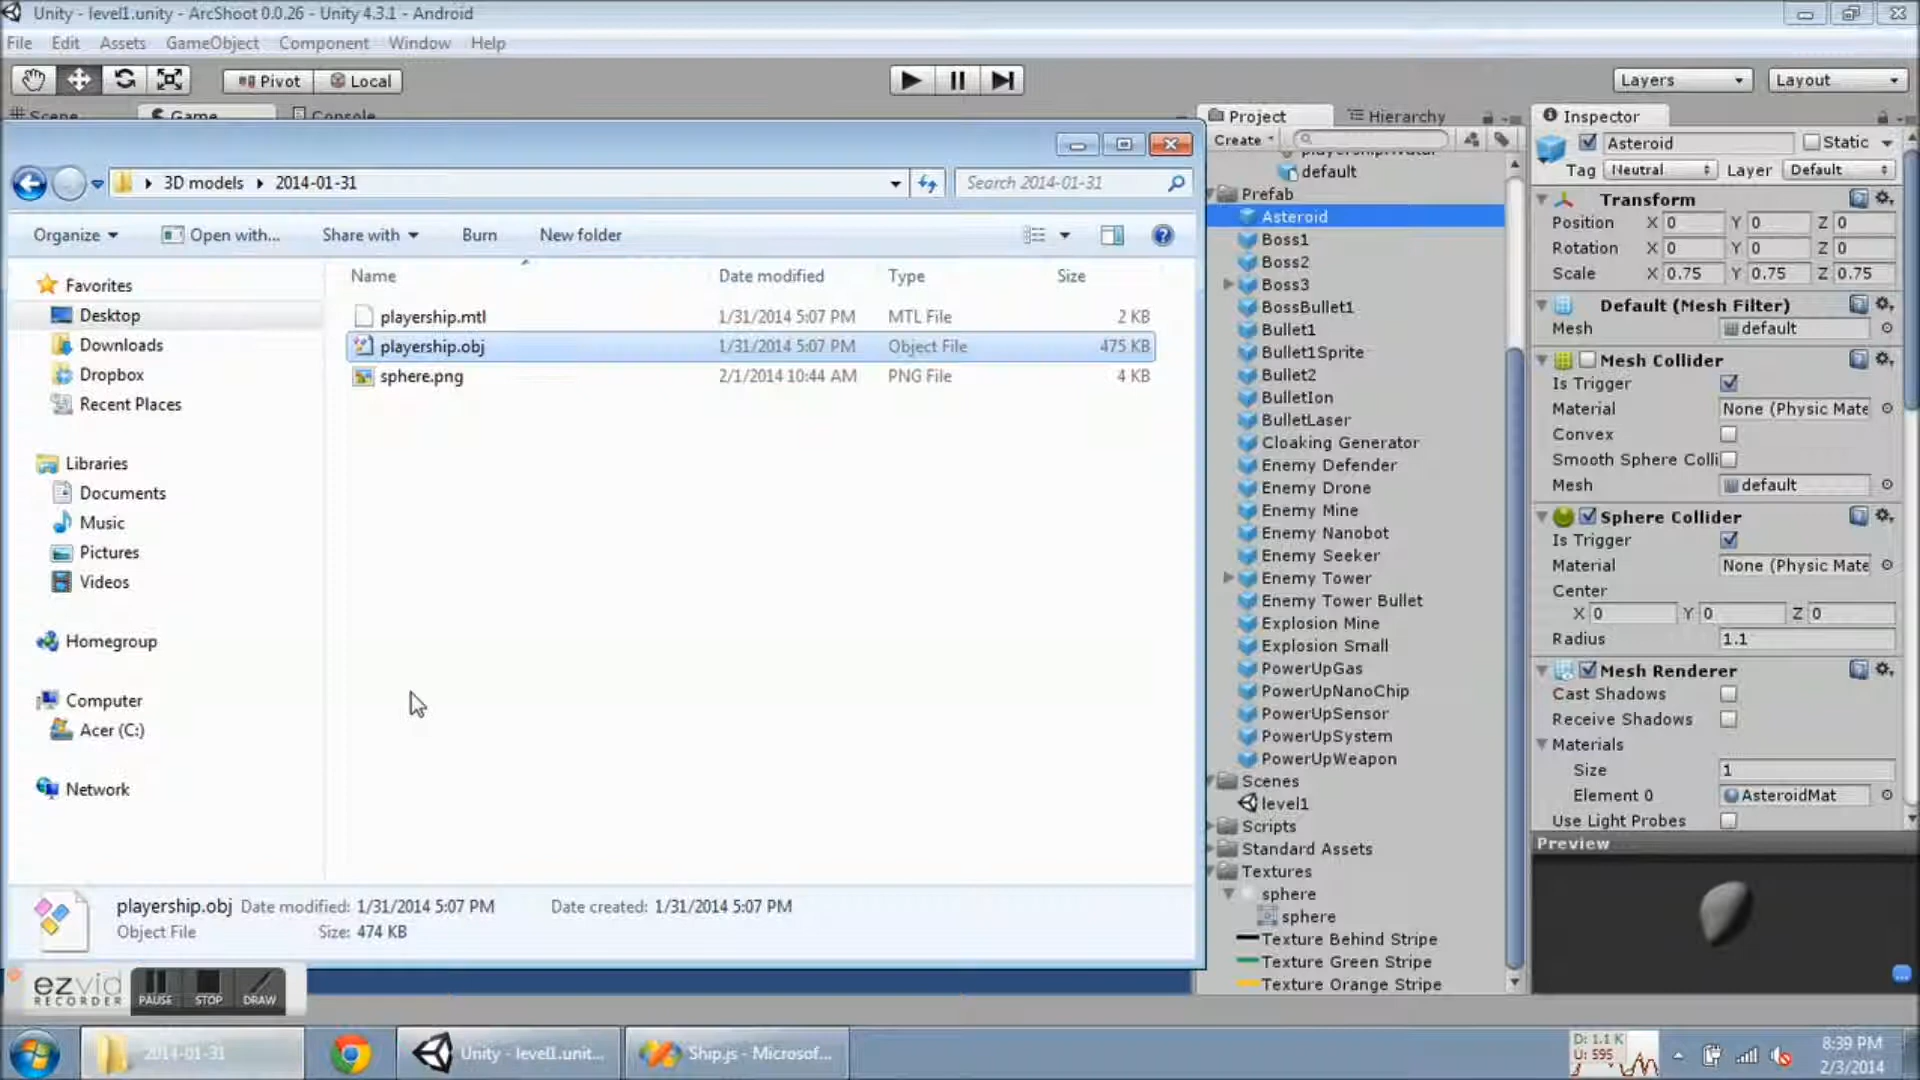 Unity - level1.unity - ArcShoot 0.0.26 - Unity 4.3.1 - Android
File Edit Assets GameObject Component Window Help
Pivot Local Layers Layout
Scene Game Console
Project Hierarchy
Inspector
Create
Asteroid Static
Tag Neutral Layer Default
3D models 2014-01-31
Search 2014-01-31
Organize Open with... Share with Burn New folder
Name Date modified Type Size
playership.mtl 1/31/2014 5:07 PM MTL File 2 KB
playership.obj 1/31/2014 5:07 PM Object File 475 KB
sphere.png 2/1/2014 10:44 AM PNG File 4 KB
Favorites
Desktop
Downloads
Dropbox
Recent Places
Libraries
Documents
Music
Pictures
Videos
Homegroup
Computer
Acer (C:)
Network
playership.obj Date modified: 1/31/2014 5:07 PM Date created: 1/31/2014 5:07 PM
Object File Size: 474 KB
default
Prefab
Asteroid
Boss1
Boss2
Boss3
BossBullet1
Bullet1
Bullet1Sprite
Bullet2
BulletIon
BulletLaser
Cloaking Generator
Enemy Defender
Enemy Drone
Enemy Mine
Enemy Nanobot
Enemy Seeker
Enemy Tower
Enemy Tower Bullet
Explosion Mine
Explosion Small
PowerUpGas
PowerUpNanoChip
PowerUpSensor
PowerUpSystem
PowerUpWeapon
Scenes
level1
Scripts
Standard Assets
Textures
sphere
sphere
Texture Behind Stripe
Texture Green Stripe
Texture Orange Stripe
Transform
Position X 0 Y 0 Z 0
Rotation X 0 Y 0 Z 0
Scale X 0.75 Y 0.75 Z 0.75
Default (Mesh Filter)
Mesh default
Mesh Collider
Is Trigger
Material None (Physic Mate
Convex
Smooth Sphere Colli
Mesh default
Sphere Collider
Is Trigger
Material None (Physic Mate
Center
X 0 Y 0 Z 0
Radius 1.1
Mesh Renderer
Cast Shadows
Receive Shadows
Materials
Size 1
Element 0 AsteroidMat
Use Light Probes
Preview
ezvid
RECORDER
PAUSE STOP DRAW
2014-01-31
Unity - level1.unit...
Ship.js - Microsof...
D: 1.1 K
U: 595
8:39 PM
2/3/2014